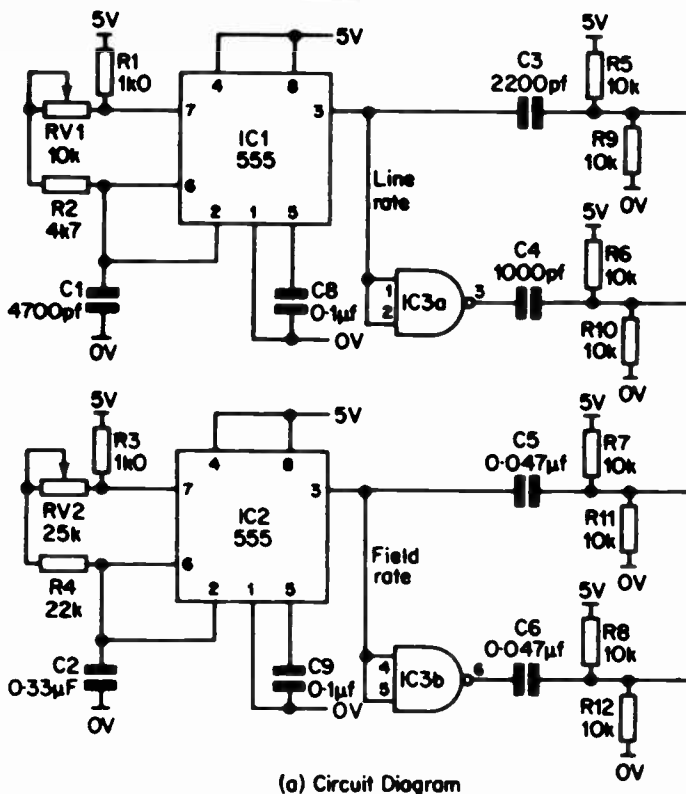 5V
R1
1k0
5V
4
8
7
3
RV1
10k
IC1
555
R2
4k7
6
2
1
5
C1
4700pf
0V
C8
0·1µf
0V
Line
rate
C3
2200pf
5V
R5
10k
R9
10k
0V
1
2
IC3a
3
C4
1000pf
5V
R6
10k
R10
10k
0V
5V
R3
1k0
5V
4
8
7
3
RV2
25k
IC2
555
R4
22k
6
2
1
5
C2
0·33µF
0V
C9
0·1µf
0V
Field
rate
C5
0·047µf
5V
R7
10k
R11
10k
0V
4
5
IC3b
6
C6
0·047µf
5V
R8
10k
R12
10k
0V
(a) Circuit Diagram